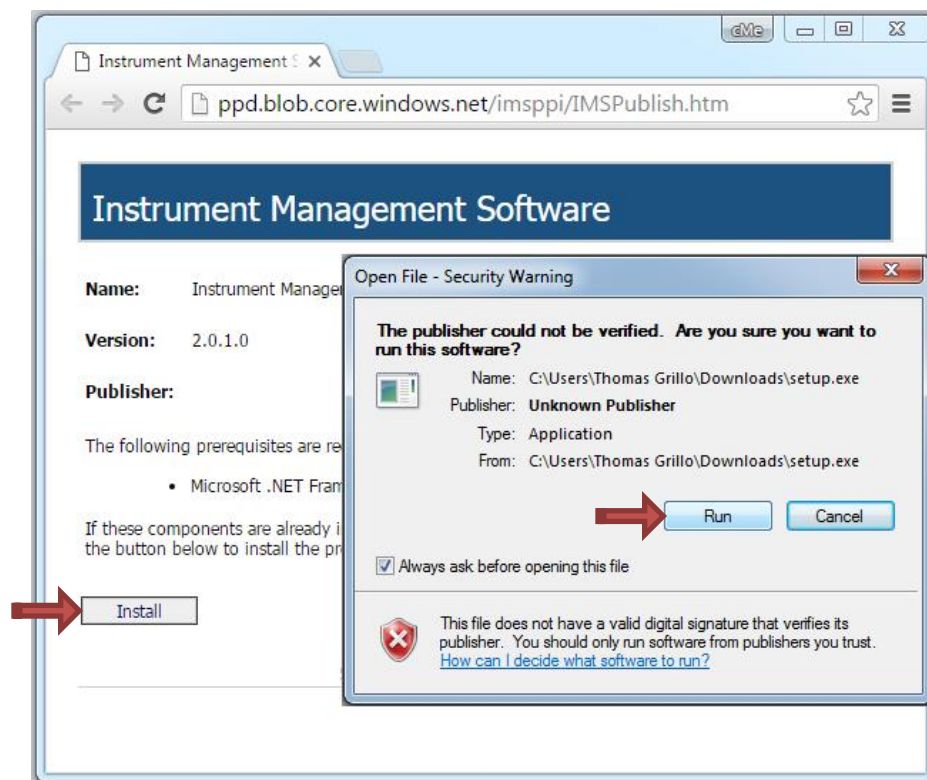 cMe
Instrument Management S
ppd.blob.core.windows.net/imsppi/IMSPublish.htm
Instrument Management Software
Name: Instrument Manage
Version: 2.0.1.0
Publisher:
The following prerequisites are re
• Microsoft .NET Fram
If these components are already i
the button below to install the pr
Install
Open File - Security Warning
The publisher could not be verified. Are you sure you want to
run this software?
Name: C:\Users\Thomas Grillo\Downloads\setup.exe
Publisher: Unknown Publisher
Type: Application
From: C:\Users\Thomas Grillo\Downloads\setup.exe
Run Cancel
Always ask before opening this file
This file does not have a valid digital signature that verifies its
publisher. You should only run software from publishers you trust.
How can I decide what software to run?